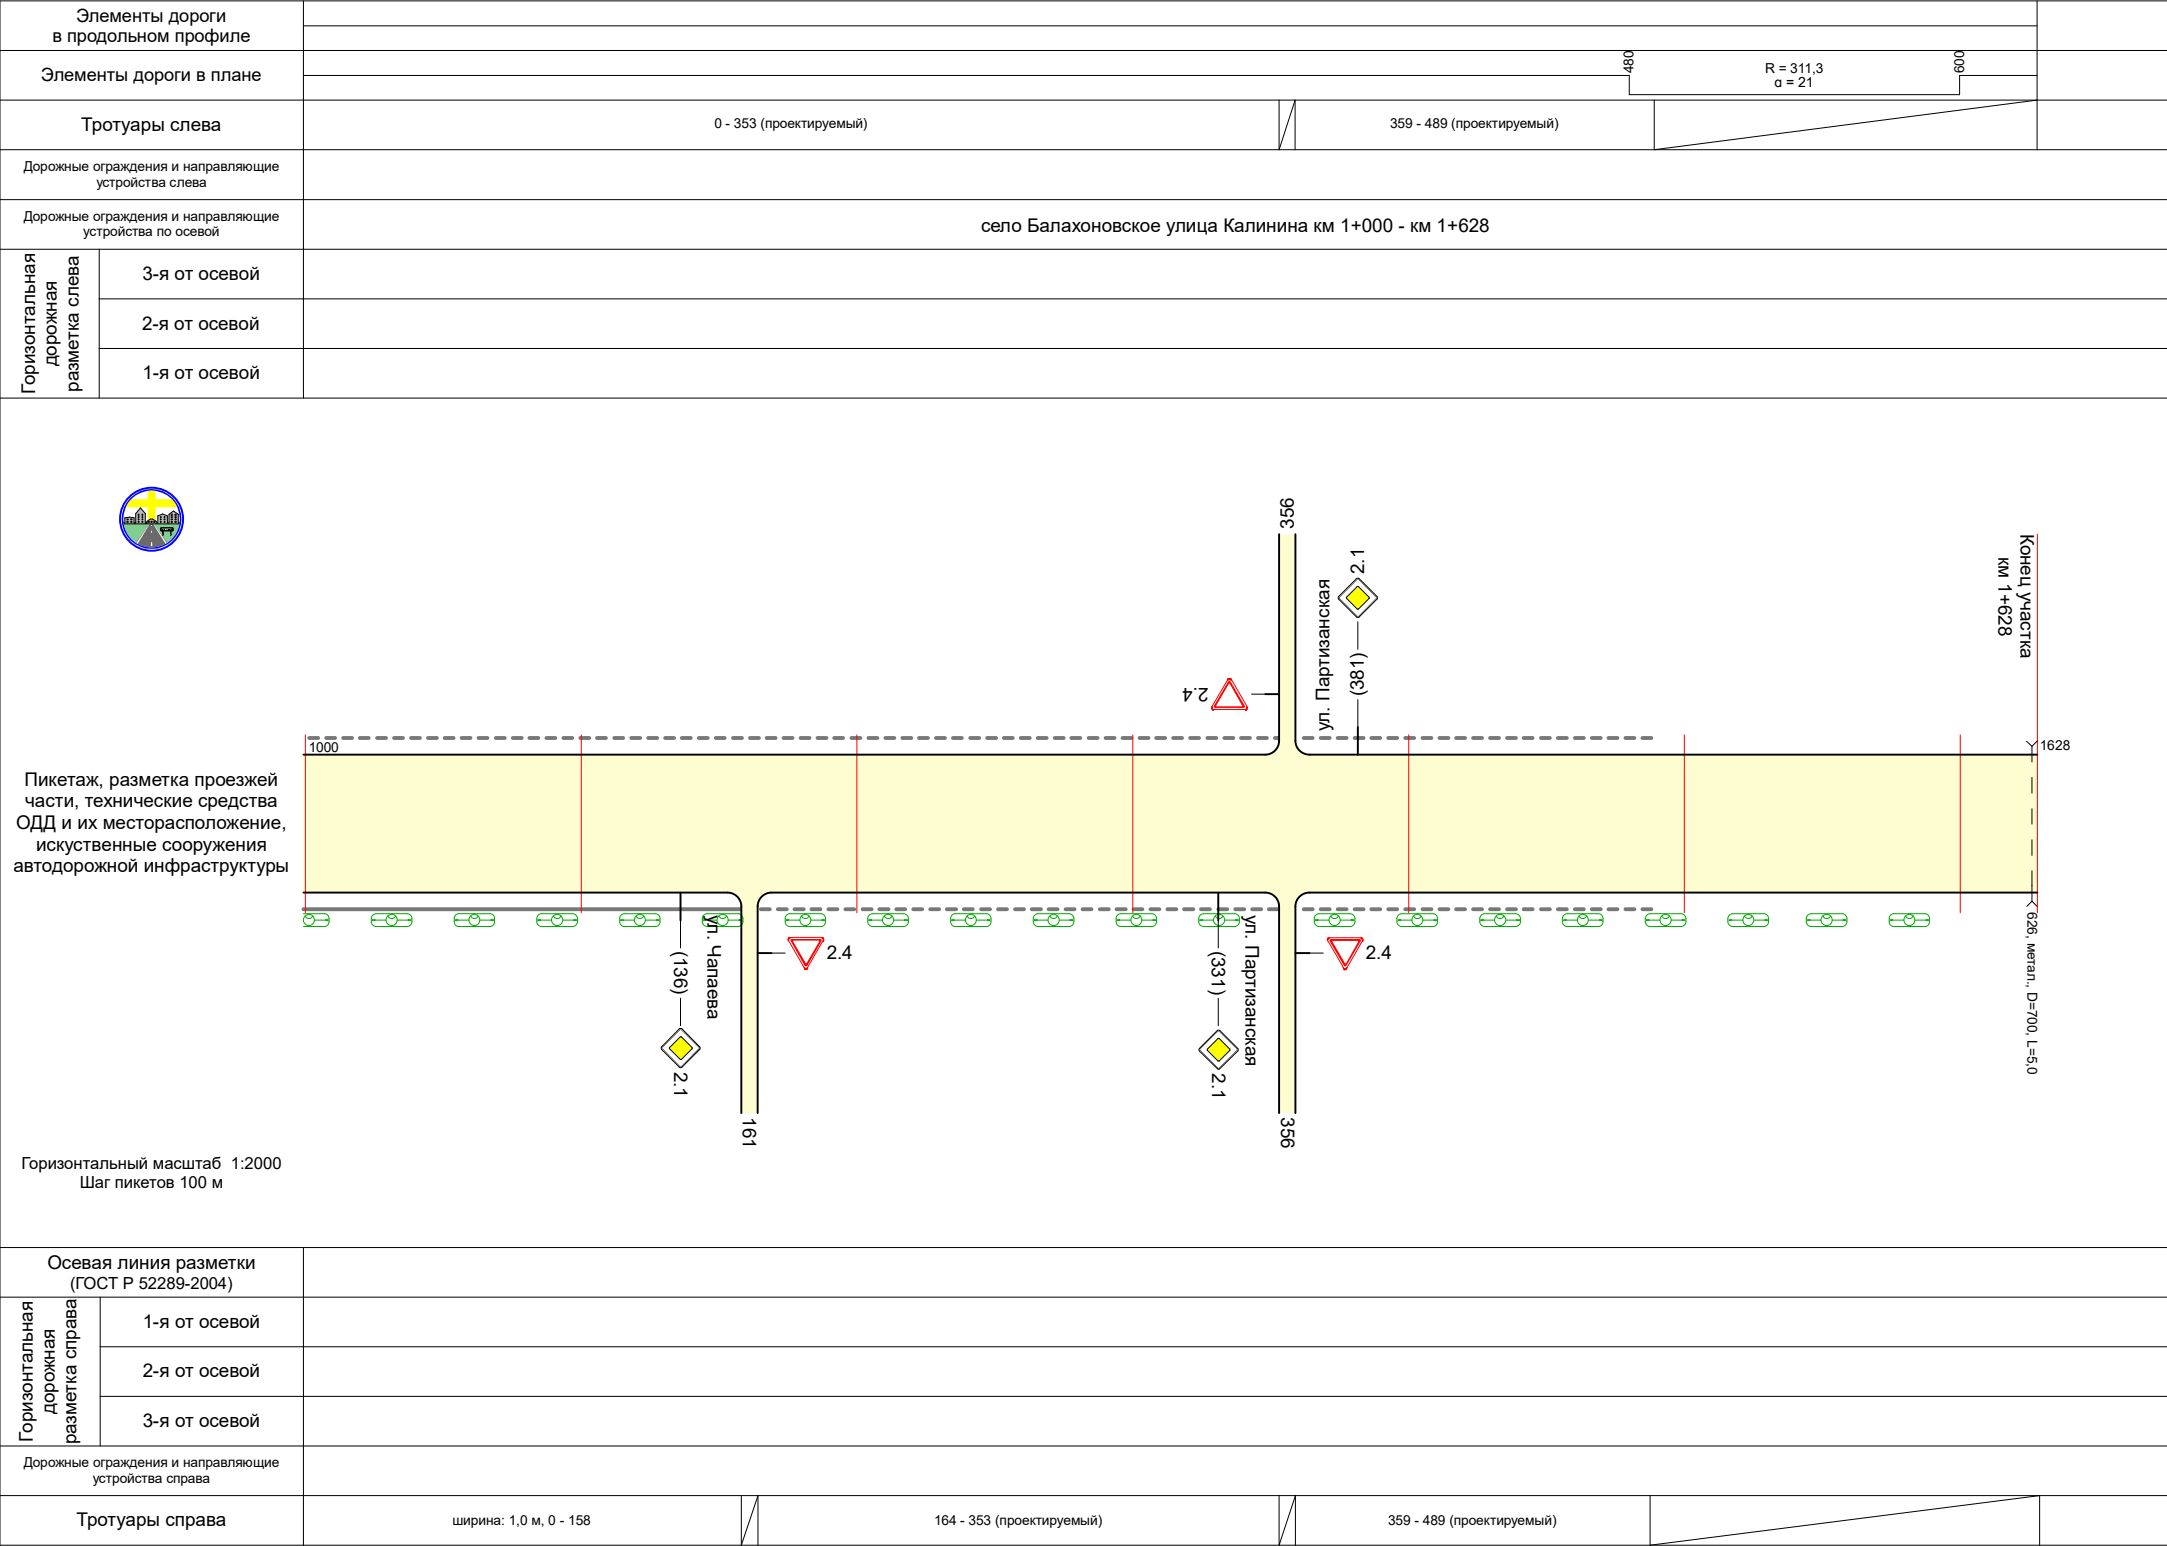 Элементы дороги
в продольном профиле
Элементы дороги в плане
480
R = 311,3
α = 21
600
Тротуары слева
0 - 353 (проектируемый)
359 - 489 (проектируемый)
Дорожные ограждения и направляющие
устройства слева
Дорожные ограждения и направляющие
устройства по осевой
село Балахоновское улица Калинина км 1+000 - км 1+628
Горизонтальная
дорожная
разметка слева
3-я от осевой
2-я от осевой
1-я от осевой
356
2.1
(381)
ул. Партизанская
2.4
Конец участка
км 1+628
1000
1628
Пикетаж, разметка проезжей
части, технические средства
ОДД и их месторасположение,
искуственные сооружения
автодорожной инфраструктуры
ул. Чапаева
(136)
2.1
161
2.4
ул. Партизанская
(331)
2.1
356
2.4
626, метал., D=700, L=5,0
Горизонтальный масштаб 1:2000
Шаг пикетов 100 м
Осевая линия разметки
(ГОСТ Р 52289-2004)
Горизонтальная
дорожная
разметка справа
1-я от осевой
2-я от осевой
3-я от осевой
Дорожные ограждения и направляющие
устройства справа
Тротуары справа
ширина: 1,0 м, 0 - 158
164 - 353 (проектируемый)
359 - 489 (проектируемый)